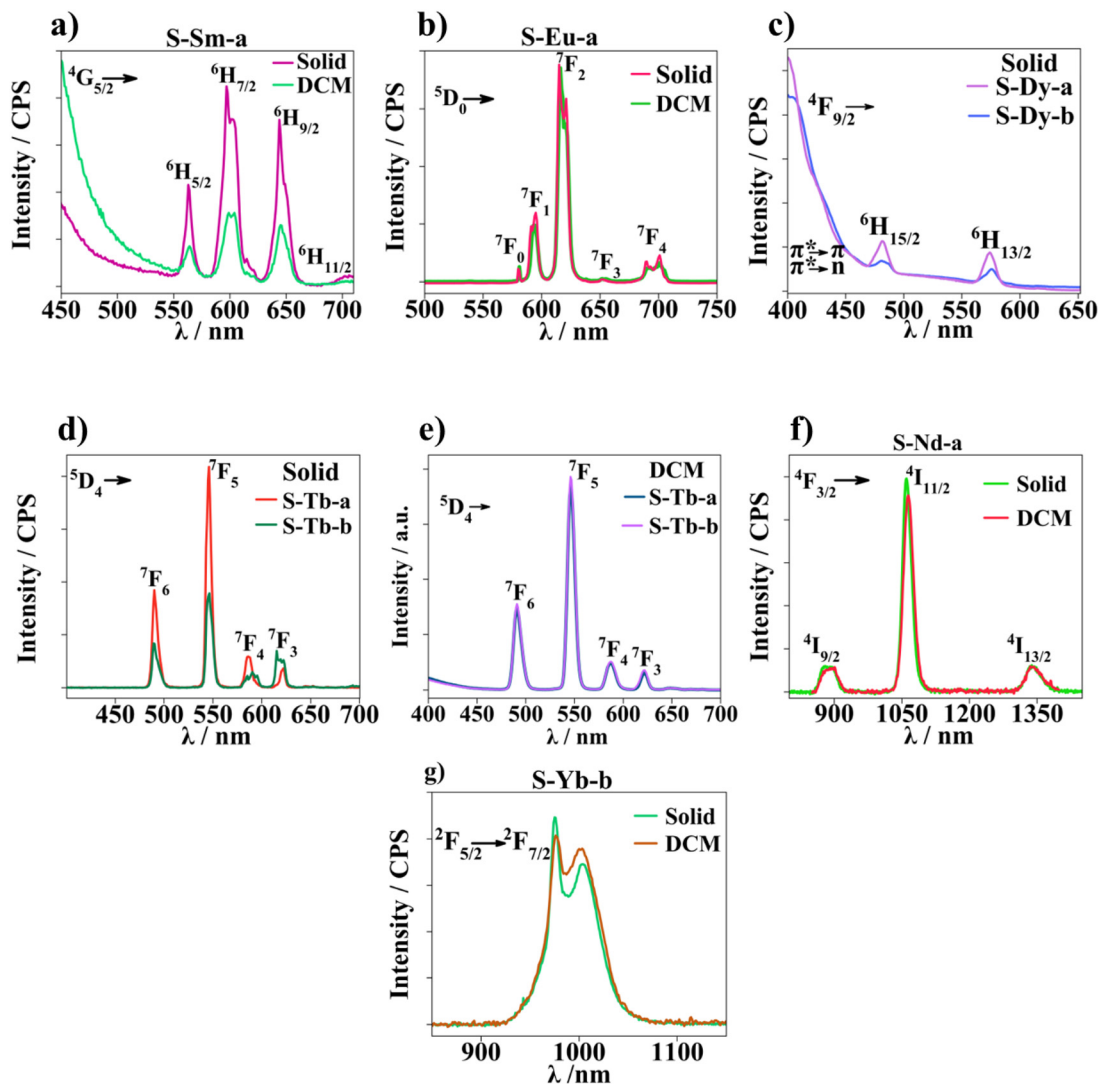 a)
S-Sm-a
Intensity / CPS
⁴G₅/₂→
⁶H₅/₂
⁶H₇/₂
⁶H₉/₂
⁶H₁₁/₂
Solid
DCM
450 500 550 600 650 700
λ / nm
b)
S-Eu-a
Intensity / CPS
⁵D₀→
⁷F₀
⁷F₁
⁷F₂
⁷F₃
⁷F₄
Solid
DCM
500 550 600 650 700 750
λ / nm
c)
Intensity / CPS
⁴F₉/₂→
Solid
S-Dy-a
S-Dy-b
⁶H₁₅/₂
⁶H₁₃/₂
π*→π
π*→n
400 450 500 550 600 650
λ / nm
d)
Intensity / CPS
⁵D₄→
⁷F₆
⁷F₅
⁷F₄
⁷F₃
Solid
S-Tb-a
S-Tb-b
450 500 550 600 650 700
λ / nm
e)
Intensity / a.u.
⁵D₄→
⁷F₆
⁷F₅
⁷F₄
⁷F₃
DCM
S-Tb-a
S-Tb-b
400 450 500 550 600 650 700
λ / nm
f)
S-Nd-a
Intensity / CPS
⁴F₃/₂→
⁴I₉/₂
⁴I₁₁/₂
⁴I₁₃/₂
Solid
DCM
900 1050 1200 1350
λ / nm
g)
S-Yb-b
Intensity / CPS
²F₅/₂→²F₇/₂
Solid
DCM
900 1000 1100
λ /nm